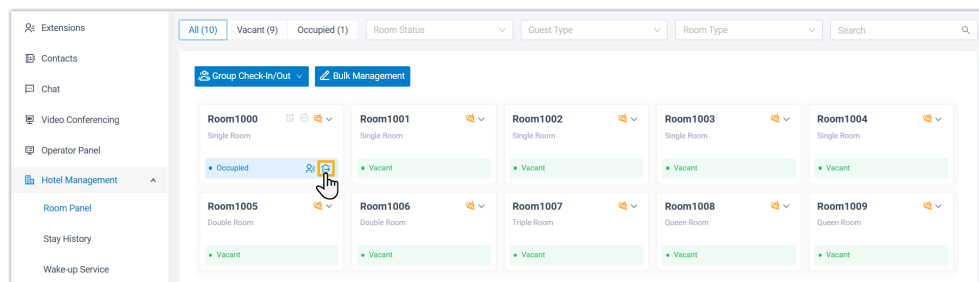 Extensions
Contacts
Chat
Video Conferencing
Operator Panel
Hotel Management
Room Panel
Stay History
Wake-up Service
All (10) Vacant (9) Occupied (1) Room Status Guest Type Room Type Search
Group Check-In/Out Bulk Management
Room1000 Room1001 Room1002 Room1003 Room1004
Single Room Single Room Single Room Single Room Single Room
Occupied Vacant Vacant Vacant Vacant
Room1005 Room1006 Room1007 Room1008 Room1009
Double Room Double Room Triple Room Queen Room Queen Room
Vacant Vacant Vacant Vacant Vacant